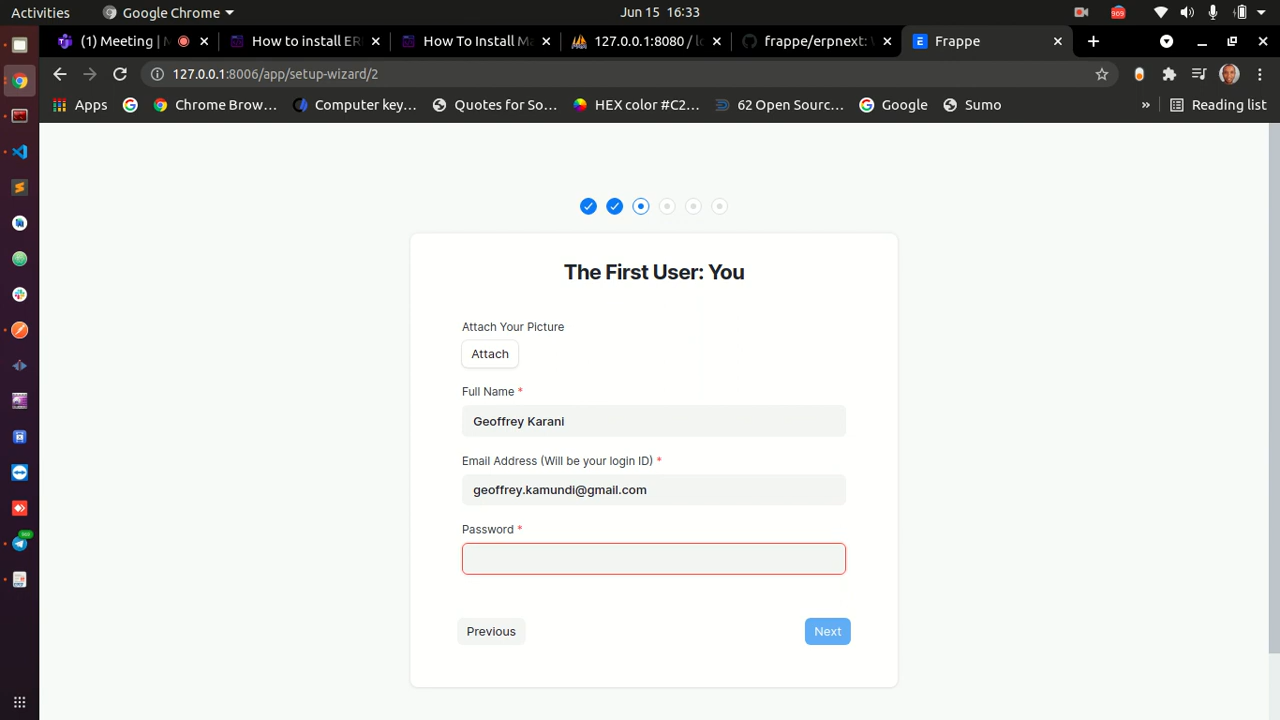 Activities
Google Chrome
Jun 15 16:33
969
(1) Meeting | M
How to install ER
How To Install Ma
127.0.0.1:8080 / lo
frappe/erpnext: W
Frappe
127.0.0.1:8006/app/setup-wizard/2
Apps
Chrome Brow...
Computer key...
Quotes for So...
HEX color #C2...
62 Open Sourc...
Google
Sumo
»
Reading list
The First User: You
Attach Your Picture
Attach
Full Name *
Geoffrey Karani
Email Address (Will be your login ID) *
geoffrey.kamundi@gmail.com
Password *
Previous
Next